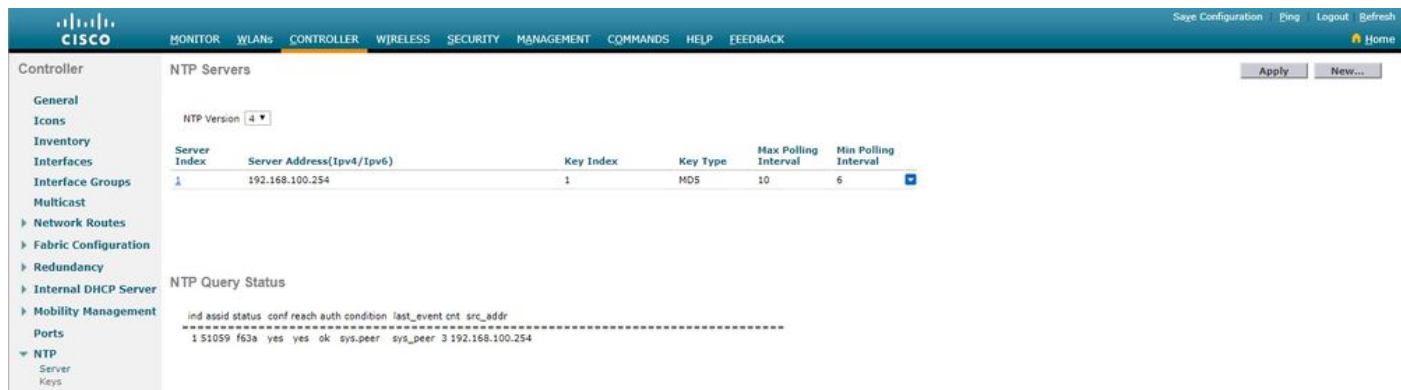 Save Configuration Ping Logout Refresh
CISCO MONITOR WLANs CONTROLLER WIRELESS SECURITY MANAGEMENT COMMANDS HELP FEEDBACK Home
Controller
General
Icons
Inventory
Interfaces
Interface Groups
Multicast
Network Routes
Fabric Configuration
Redundancy
Internal DHCP Server
Mobility Management
Ports
NTP
Server
Keys
NTP Servers
Apply New...
NTP Version 4
Server Index Server Address(Ipv4/Ipv6) Key Index Key Type Max Polling Interval Min Polling Interval
1 192.168.100.254 1 MD5 10 6
NTP Query Status
ind assid status conf reach auth condition last_event cnt src_addr
1 51059 f63a yes yes ok sys.peer sys_peer 3 192.168.100.254